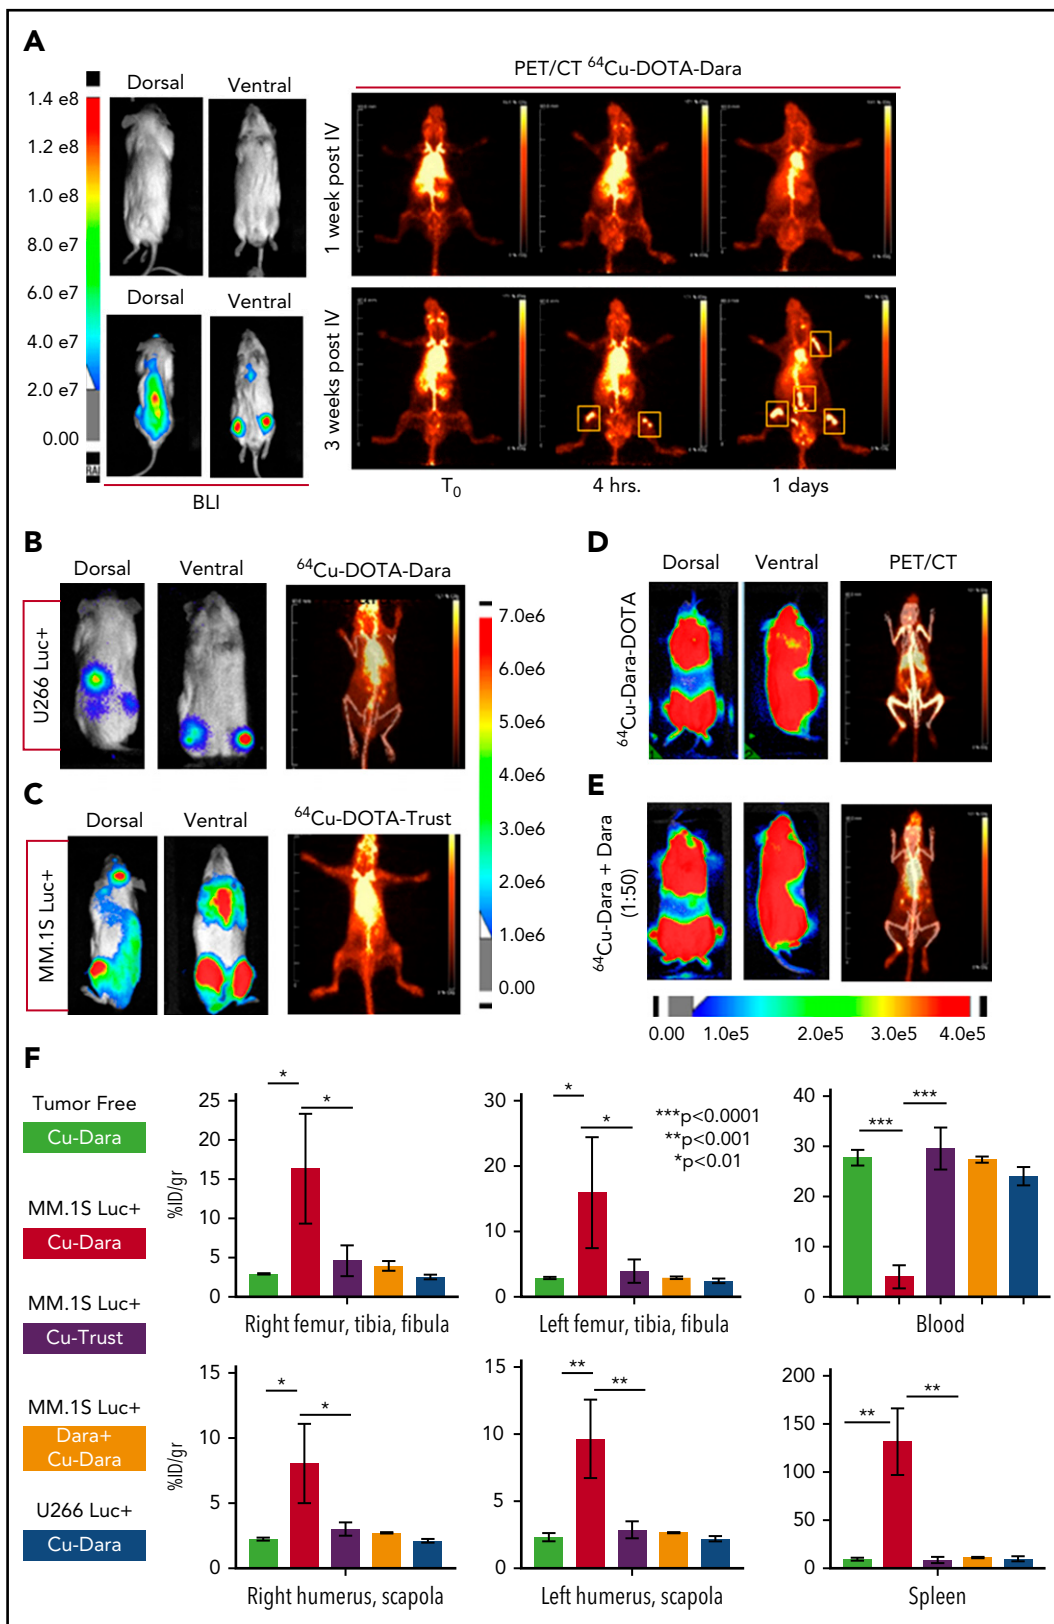 A
Dorsal
Ventral
PET/CT ⁶⁴Cu-DOTA-Dara
1.4 e8
1.2 e8
1.0 e8
8.0 e7
6.0 e7
4.0 e7
2.0 e7
0.00
1 week post IV
Dorsal
Ventral
3 weeks post IV
BLI
T₀
4 hrs.
1 days
B
Dorsal
Ventral
⁶⁴Cu-DOTA-Dara
U266 Luc+
C
Dorsal
Ventral
⁶⁴Cu-DOTA-Trust
MM.1S Luc+
7.0e6
6.0e6
5.0e6
4.0e6
3.0e6
2.0e6
1.0e6
0.00
D
Dorsal
Ventral
PET/CT
⁶⁴Cu-Dara-DOTA
E
⁶⁴Cu-Dara + Dara
(1:50)
0.00
1.0e5
2.0e5
3.0e5
4.0e5
F
Tumor Free
Cu-Dara
MM.1S Luc+
Cu-Dara
MM.1S Luc+
Cu-Trust
MM.1S Luc+
Dara+
Cu-Dara
U266 Luc+
Cu-Dara
%ID/gr
25
20
15
10
5
0
*
*
Right femur, tibia, fibula
30
20
10
0
*
*
***p<0.0001
**p<0.001
*p<0.01
Left femur, tibia, fibula
40
30
20
10
0
***
***
Blood
%ID/gr
15
10
5
0
*
*
Right humerus, scapola
15
10
5
0
**
**
Left humerus, scapola
200
150
100
50
0
**
**
Spleen